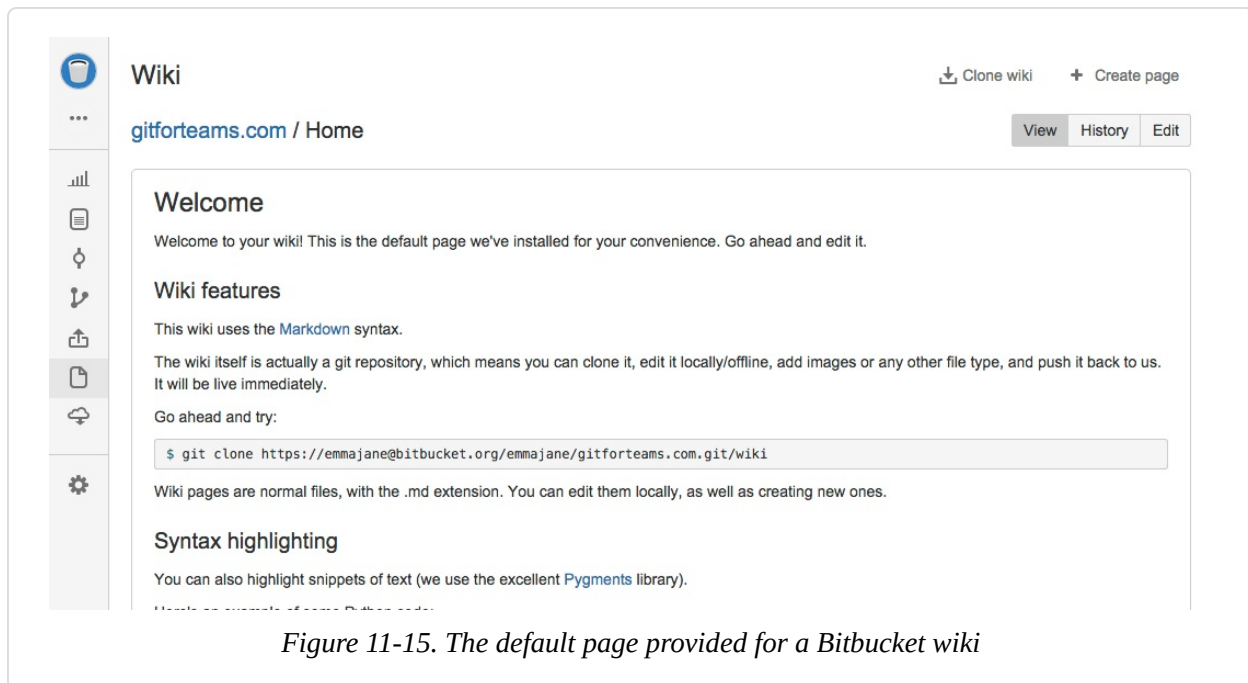 Wiki
Clone wiki
+ Create page
gitforteams.com / Home
View History Edit
Welcome
Welcome to your wiki! This is the default page we've installed for your convenience. Go ahead and edit it.
Wiki features
This wiki uses the Markdown syntax.
The wiki itself is actually a git repository, which means you can clone it, edit it locally/offline, add images or any other file type, and push it back to us.
It will be live immediately.
Go ahead and try:
$ git clone https://emmajane@bitbucket.org/emmajane/gitforteams.com.git/wiki
Wiki pages are normal files, with the .md extension. You can edit them locally, as well as creating new ones.
Syntax highlighting
You can also highlight snippets of text (we use the excellent Pygments library).
Figure 11-15. The default page provided for a Bitbucket wiki